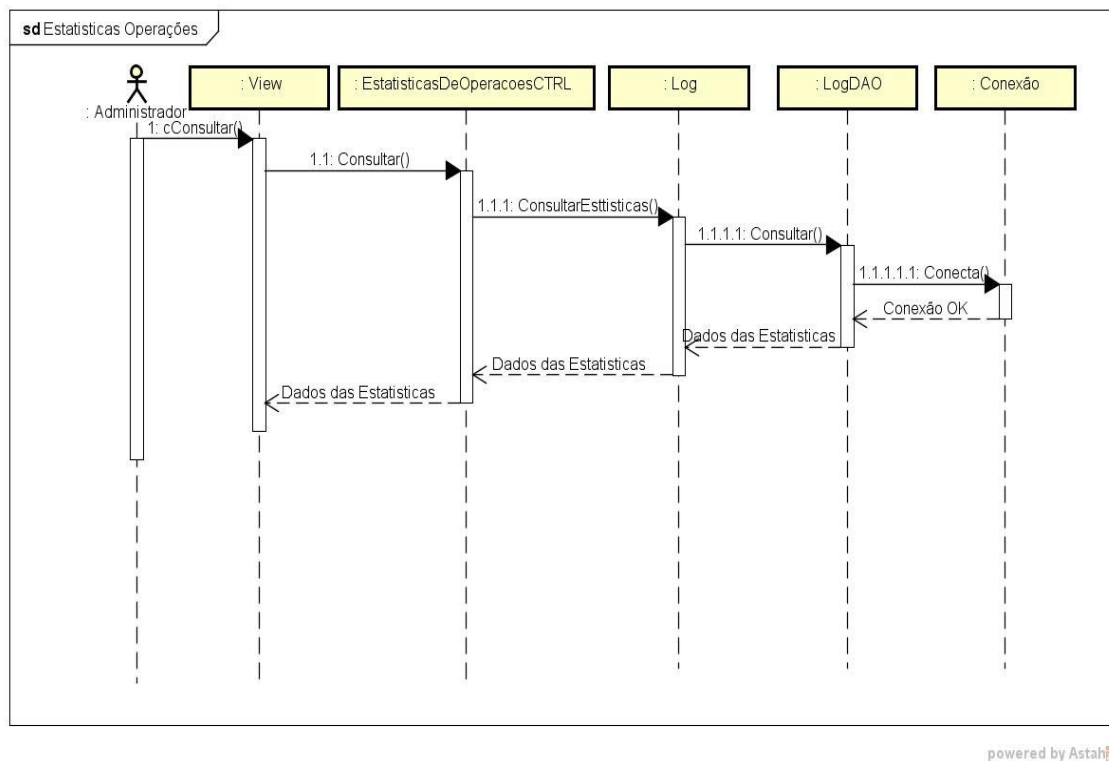 sd Estatisticas Operações
: Administrador
: View
: EstatisticasDeOperacoesCTRL
: Log
: LogDAO
: Conexão
1: cConsultar()
1.1: Consultar()
1.1.1: ConsultarEsttisticas()
1.1.1.1: Consultar()
1.1.1.1.1: Conecta()
Conexão OK
Dados das Estatisticas
Dados das Estatisticas
Dados das Estatisticas
powered by Astah